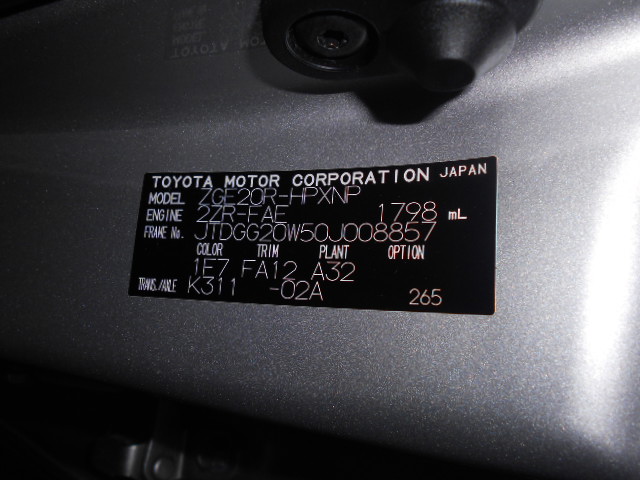 TOYOTA MOTOR CORPORATION JAPAN
MODEL ZGE20R-HPXNP
ENGINE 2ZR-FAE 1798 mL
FRAME No. JTDGG20W50J008857
COLOR TRIM PLANT OPTION
1E7 FA12 A32
TRANS./AXLE K311 -02A
265